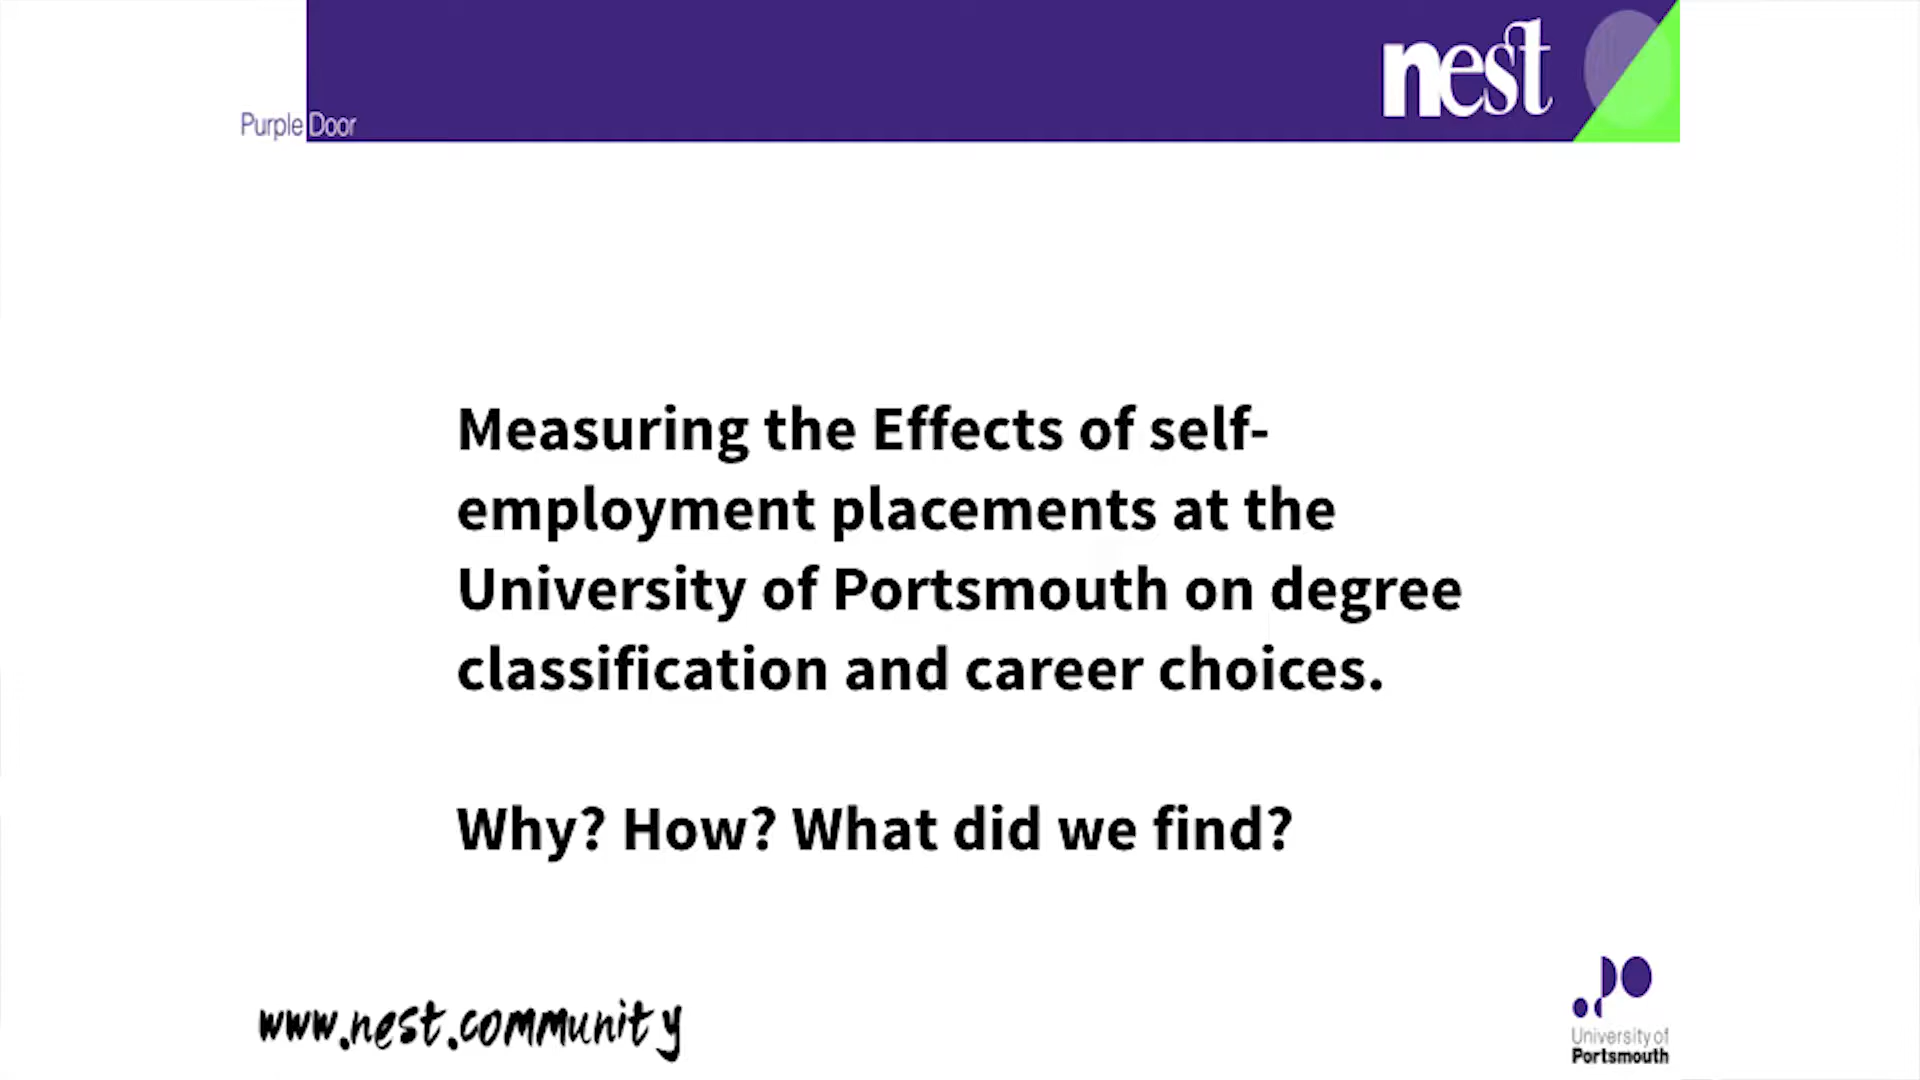 nest
Purple Door
Measuring the Effects of self-
employment placements at the
University of Portsmouth on degree
classification and career choices.
Why? How? What did we find?
www.nest.community
University of
Portsmouth